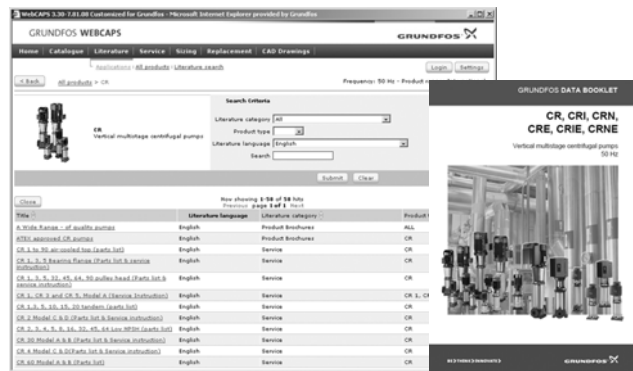 WebCAPS 3.30-7.01.08 Customized for Grundfos - Microsoft Internet Explorer provided by Grundfos
GRUNDFOS WEBCAPS
GRUNDFOS
Home Catalogue Literature Service Sizing Replacement CAD Drawings
Applications - All products - Literature search
Login Settings
< Back All products > CR
Frequency: 50 Hz - Product
CR
Vertical multistage centrifugal pumps
Search Criteria
Literature category All
Product type
Literature language English
Search
Submit Clear
Close
Now showing 1-58 of 58 hits
Previous page 1 of 1 Next
Title Literature language Literature category Product
A Wide Range - of quality pumps English Product Brochures ALL
ATEX approved CR pumps English Product Brochures CR
CR 1 to 90 air-cooled top (parts list) English Service CR
CR 1, 3, 5 Bearing flange (Parts list & service
instruction) English Service CR
CR 1, 3, 5, 32, 45, 64, 90 pulley head (Parts list &
service instruction) English Service CR
CR 1, CR 3 and CR 5, Model A (Service Instruction) English Service CR 1, CR
CR 1,3, 5, 10, 15, 20 tandem (parts list) English Service CR
CR 2 Model C & D (Parts list & Service instruction) English Service CR
CR 2, 3, 4, 5, 8, 16, 32, 45, 64 Low NPSH (parts list) English Service CR
CR 30 Model A & B (Parts list & Service instruction) English Service CR
CR 4 Model C & D(Parts list & Service instruction) English Service CR
CR 60 Model A & B (Parts list) English Service CR
GRUNDFOS DATA BOOKLET
CR, CRI, CRN,
CRE, CRIE, CRNE
Vertical multistage centrifugal pumps
50 Hz
BE > THINK > INNOVATE >
GRUNDFOS